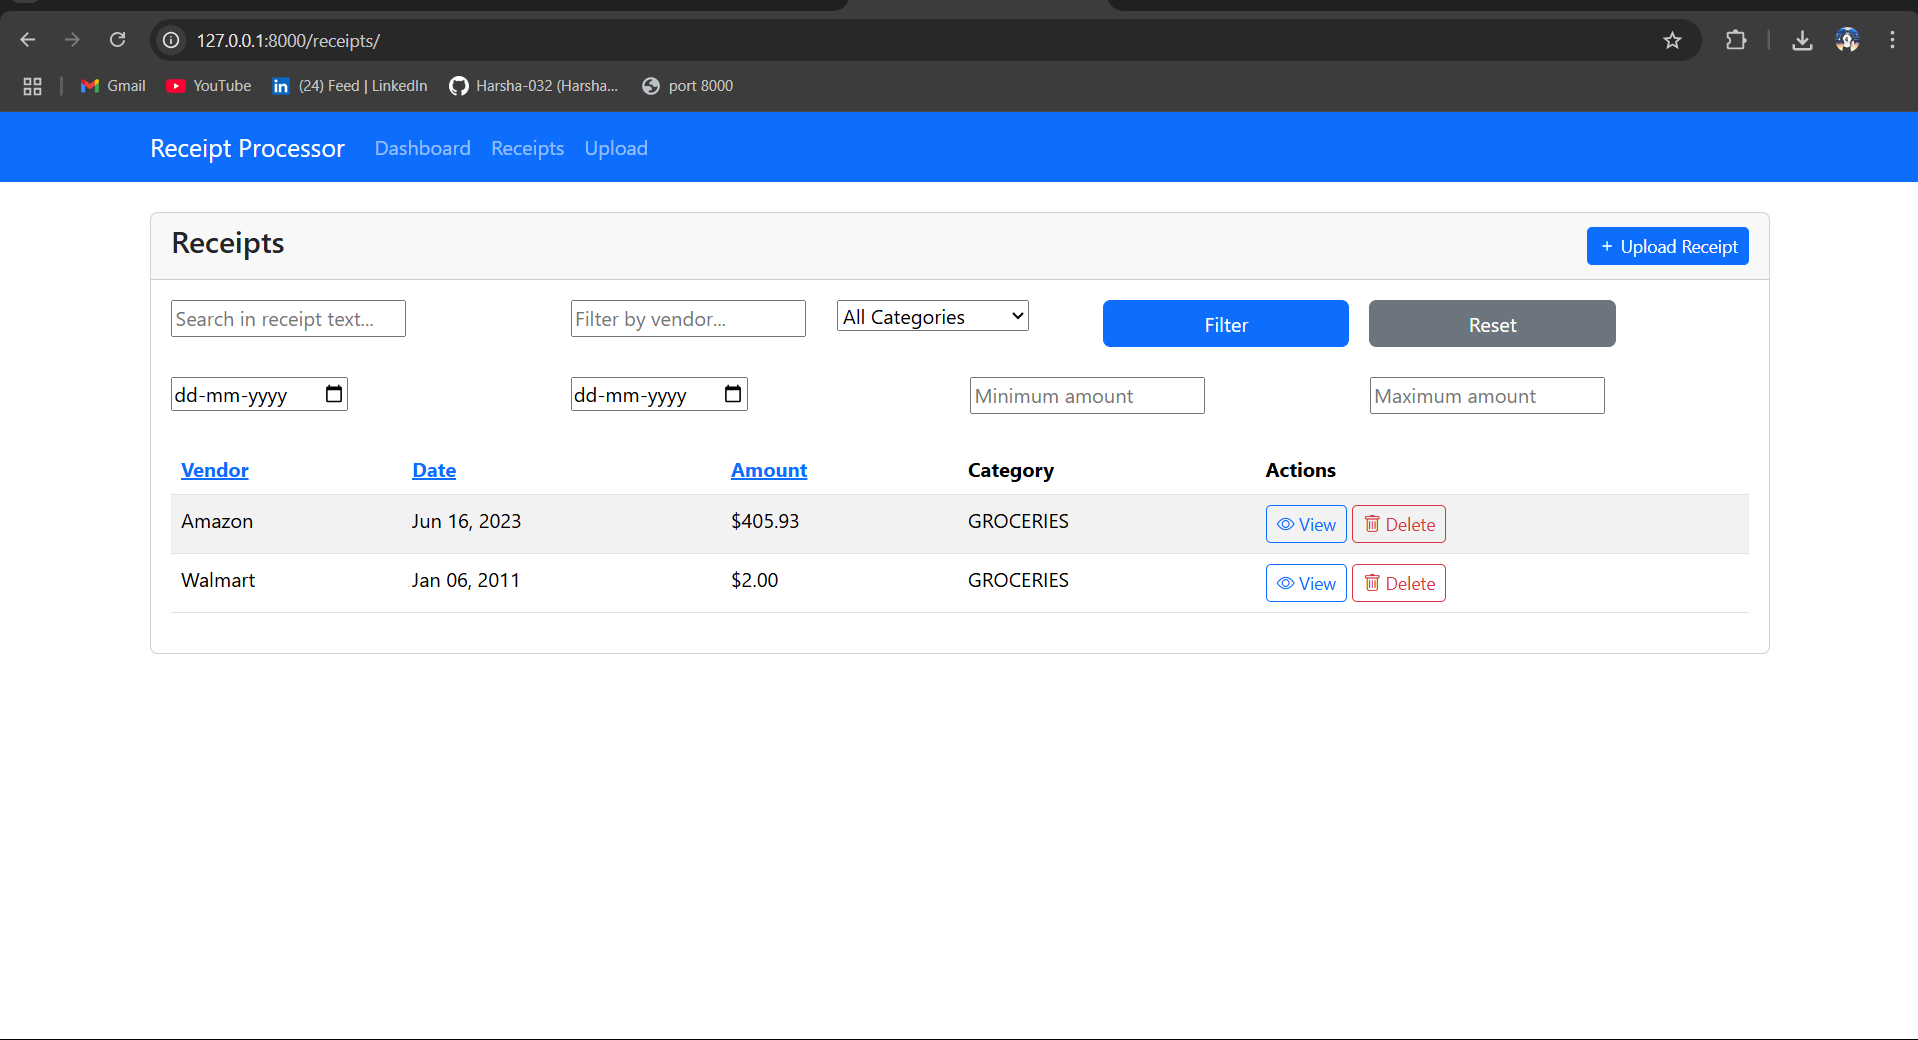 127.0.0.1:8000/receipts/
Gmail YouTube (24) Feed | LinkedIn Harsha-032 (Harsha... port 8000
Receipt Processor Dashboard Receipts Upload
Receipts + Upload Receipt
Search in receipt text... Filter by vendor... All Categories Filter Reset
dd-mm-yyyy dd-mm-yyyy Minimum amount Maximum amount
Vendor Date Amount Category Actions
Amazon Jun 16, 2023 $405.93 GROCERIES View Delete
Walmart Jan 06, 2011 $2.00 GROCERIES View Delete